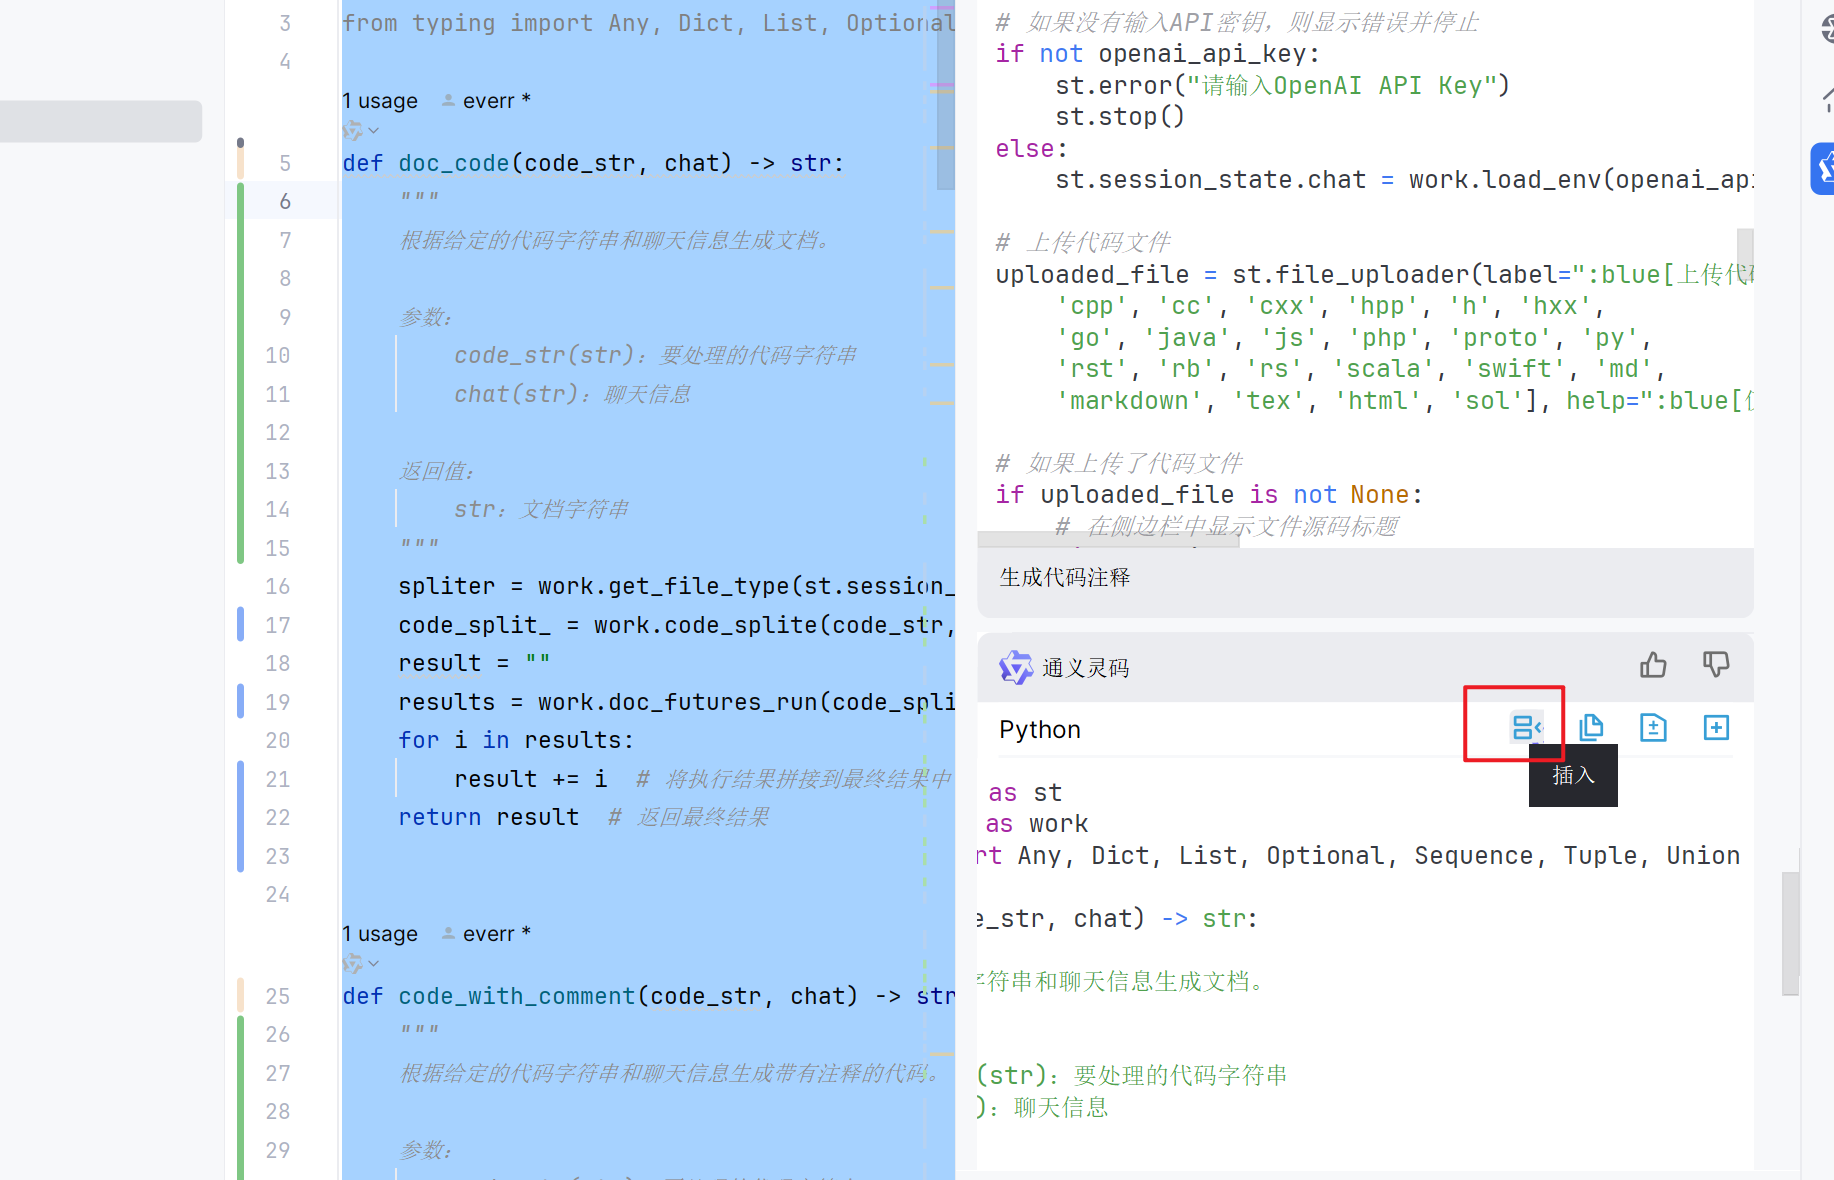 3 from typing import Any, Dict, List, Optional
4
1 usage everr *
5 def doc_code(code_str, chat) -> str:
6 """
7 根据给定的代码字符串和聊天信息生成文档。
8
9 参数:
10 code_str(str): 要处理的代码字符串
11 chat(str): 聊天信息
12
13 返回值:
14 str: 文档字符串
15 """
16 spliter = work.get_file_type(st.session_
17 code_split_ = work.code_splite(code_str,
18 result = ""
19 results = work.doc_futures_run(code_spli
20 for i in results:
21 result += i # 将执行结果拼接到最终结果中
22 return result # 返回最终结果
23
24
1 usage everr *
25 def code_with_comment(code_str, chat) -> str
26 """
27 根据给定的代码字符串和聊天信息生成带有注释的代码。
28
29 参数:
# 如果没有输入API密钥，则显示错误并停止
if not openai_api_key:
st.error("请输入OpenAI API Key")
st.stop()
else:
st.session_state.chat = work.load_env(openai_api
# 上传代码文件
uploaded_file = st.file_uploader(label=":blue[上传代码
'cpp', 'cc', 'cxx', 'hpp', 'h', 'hxx',
'go', 'java', 'js', 'php', 'proto', 'py',
'rst', 'rb', 'rs', 'scala', 'swift', 'md',
'markdown', 'tex', 'html', 'sol'], help=":blue[
# 如果上传了代码文件
if uploaded_file is not None:
# 在侧边栏中显示文件源码标题
生成代码注释
通义灵码
Python
插入
as st
as work
rt Any, Dict, List, Optional, Sequence, Tuple, Union
e_str, chat) -> str:
字符串和聊天信息生成文档。
(str): 要处理的代码字符串
): 聊天信息